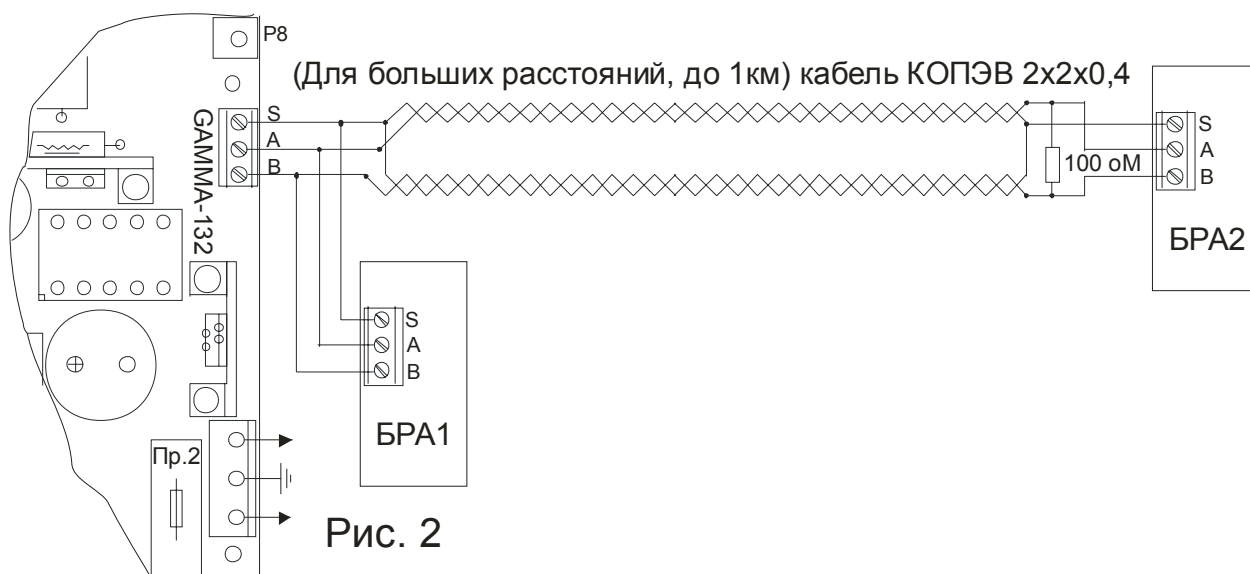 P8
(Для больших расстояний, до 1км) кабель КОПЭВ 2x2x0,4
GAMMA-132
S
A
B
S
A
B
100 оМ
БРА2
S
A
B
БРА1
Пр.2
Рис. 2